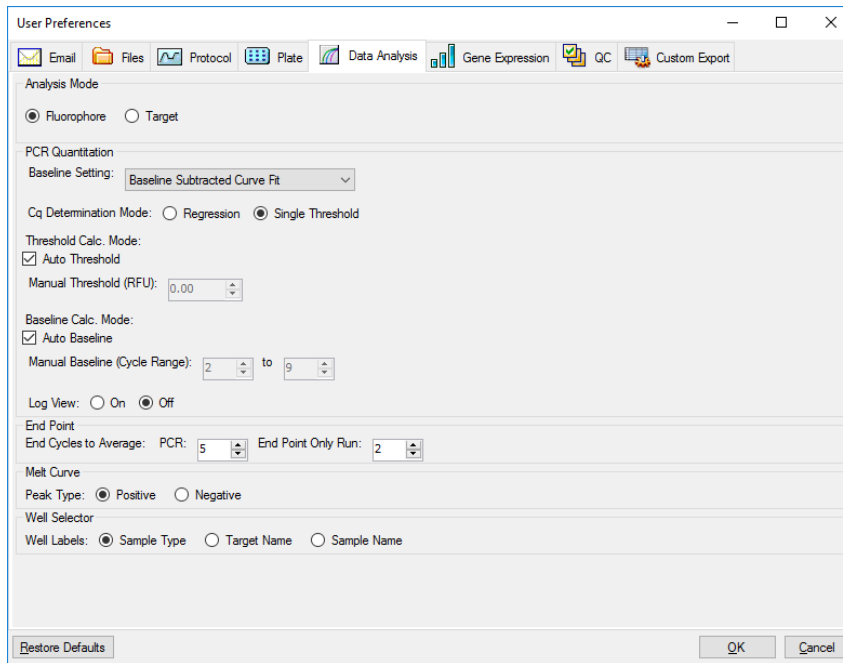 User Preferences
Email Files Protocol Plate Data Analysis Gene Expression QC Custom Export
Analysis Mode
Fluorophore Target
PCR Quantitation
Baseline Setting: Baseline Subtracted Curve Fit
Cq Determination Mode: Regression Single Threshold
Threshold Calc. Mode:
Auto Threshold
Manual Threshold (RFU): 0.00
Baseline Calc. Mode:
Auto Baseline
Manual Baseline (Cycle Range): 2 to 9
Log View: On Off
End Point
End Cycles to Average: PCR: 5 End Point Only Run: 2
Melt Curve
Peak Type: Positive Negative
Well Selector
Well Labels: Sample Type Target Name Sample Name
Restore Defaults OK Cancel